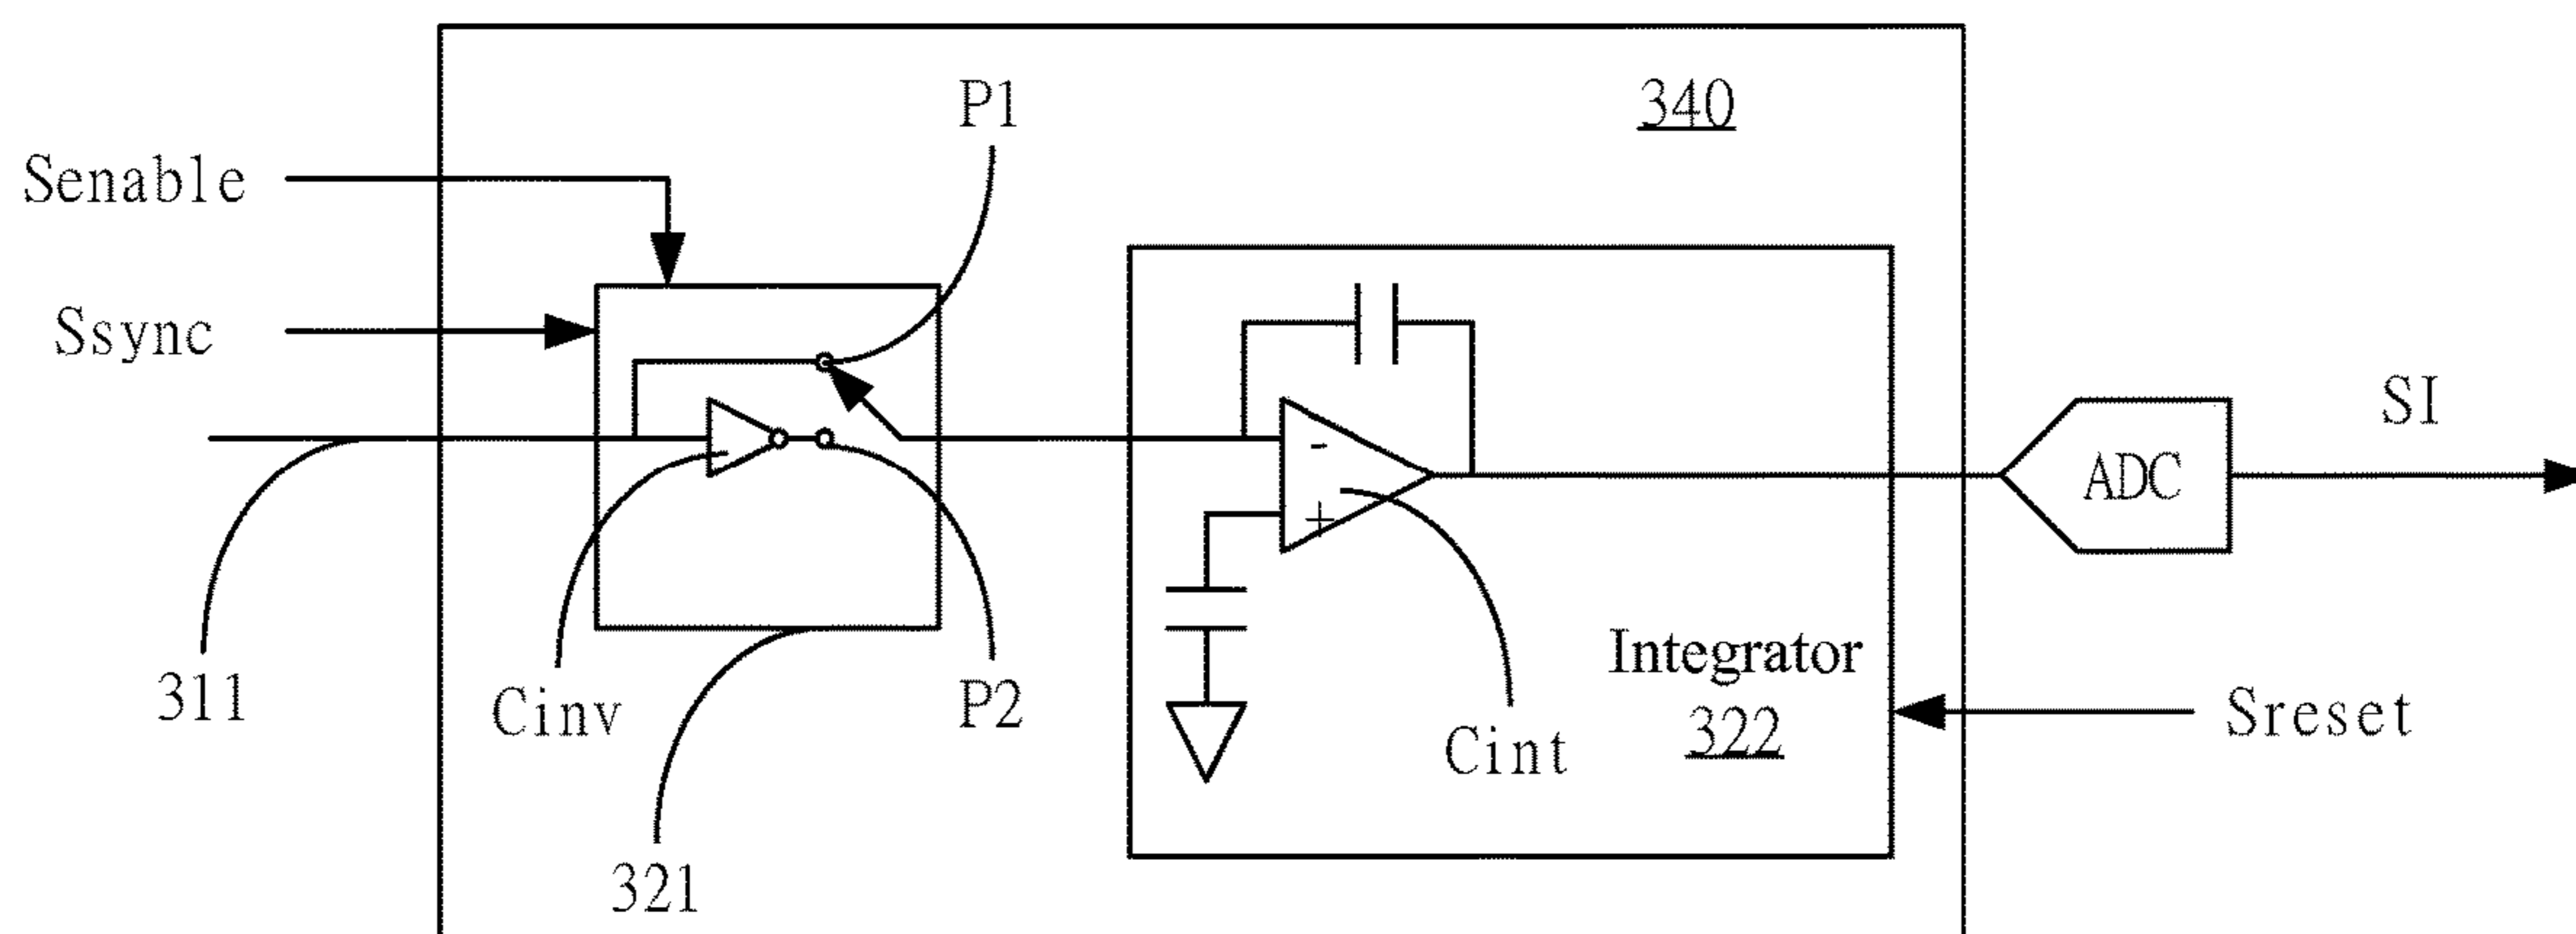 340
P1
Senable
Ssync
SI
-
ADC
+
Integrator
322
311
Cinv
P2
Cint
Sreset
321